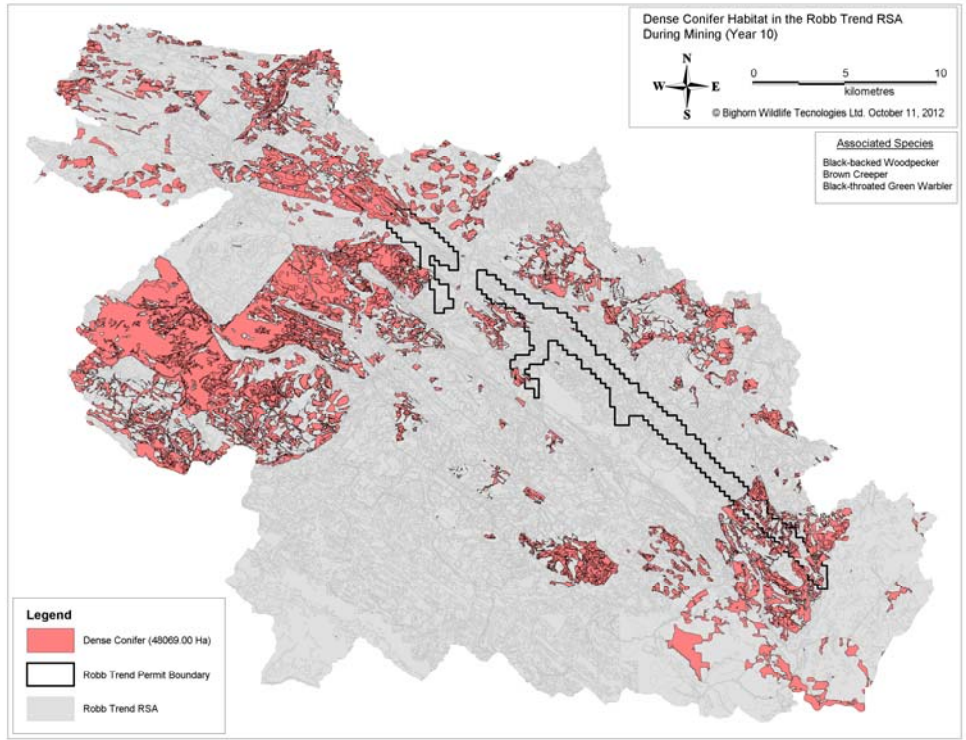 Dense Conifer Habitat in the Robb Trend RSA
During Mining (Year 10)
N
W E
S
0 5 10
kilometres
© Bighorn Wildlife Tecnologies Ltd. October 11, 2012
Associated Species
Black-backed Woodpecker
Brown Creeper
Black-throated Green Warbler
Legend
Dense Conifer (48069.00 Ha)
Robb Trend Permit Boundary
Robb Trend RSA